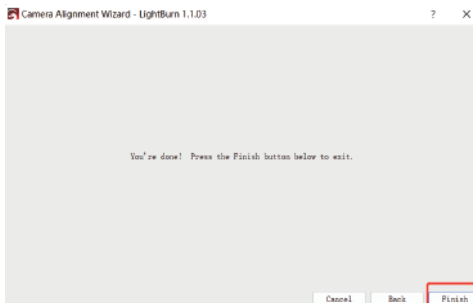 Camera Alignment Wizard - LightBurn 1.1.03 ? X
You're done! Press the Finish button below to exit.
Cancel Back Finish